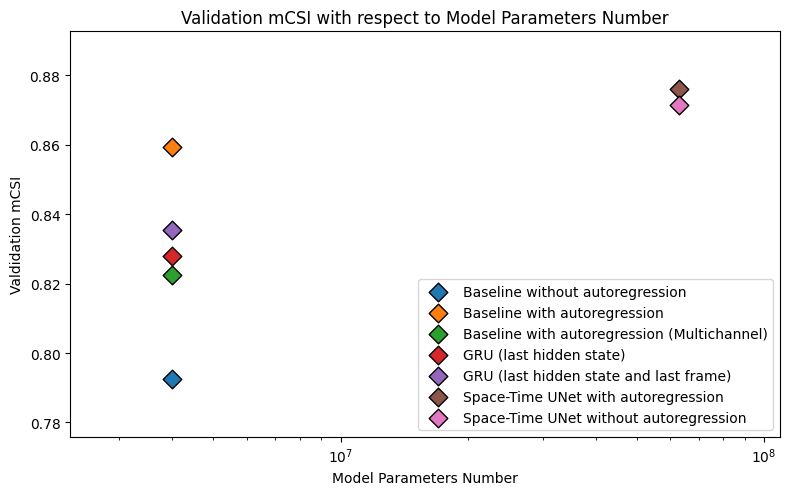 Validation mCSI with respect to Model Parameters Number
Valdidation mCSI
0.88
0.86
0.84
0.82
0.80
0.78
Baseline without autoregression
Baseline with autoregression
Baseline with autoregression (Multichannel)
GRU (last hidden state)
GRU (last hidden state and last frame)
Space-Time UNet with autoregression
Space-Time UNet without autoregression
10⁷
10⁸
Model Parameters Number